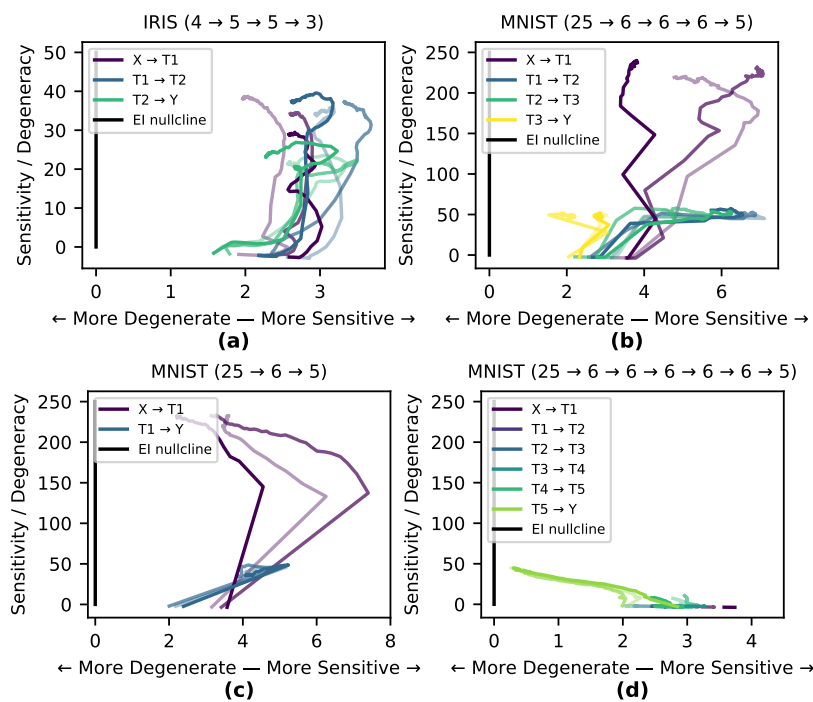 IRIS (4 → 5 → 5 → 3)
Sensitivity / Degeneracy
50
40
30
20
10
0
X → T1
T1 → T2
T2 → Y
EI nullcline
0 1 2 3
← More Degenerate — More Sensitive →
(a)
MNIST (25 → 6 → 6 → 6 → 5)
Sensitivity / Degeneracy
250
200
150
100
50
0
X → T1
T1 → T2
T2 → T3
T3 → Y
EI nullcline
0 2 4 6
← More Degenerate — More Sensitive →
(b)
MNIST (25 → 6 → 5)
Sensitivity / Degeneracy
250
200
150
100
50
0
X → T1
T1 → Y
EI nullcline
0 2 4 6 8
← More Degenerate — More Sensitive →
(c)
MNIST (25 → 6 → 6 → 6 → 6 → 6 → 5)
Sensitivity / Degeneracy
250
200
150
100
50
0
X → T1
T1 → T2
T2 → T3
T3 → T4
T4 → T5
T5 → Y
EI nullcline
0 1 2 3 4
← More Degenerate — More Sensitive →
(d)